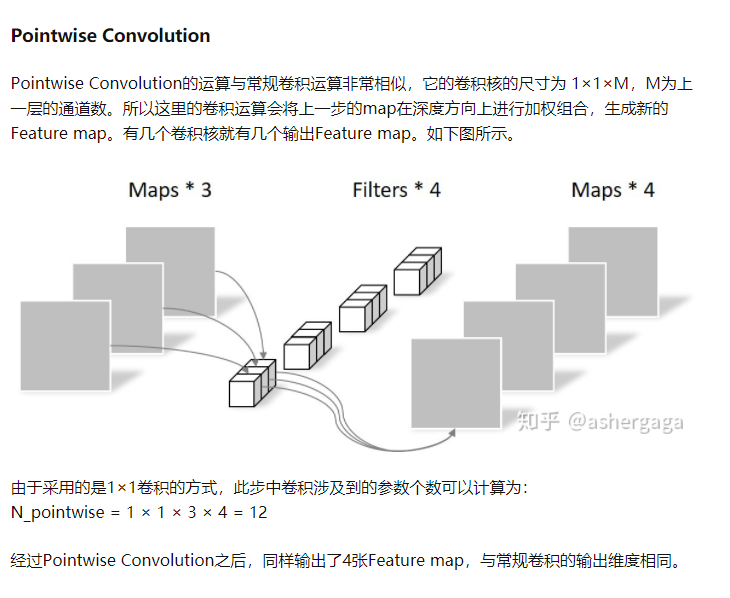 Pointwise Convolution
Pointwise Convolution的运算与常规卷积运算非常相似，它的卷积核的尺寸为 1×1×M，M为上
一层的通道数。所以这里的卷积运算会将上一步的map在深度方向上进行加权组合，生成新的
Feature map。有几个卷积核就有几个输出Feature map。如下图所示。
Maps * 3
Filters * 4
Maps * 4
知乎 @ashergaga
由于采用的是1×1卷积的方式，此步中卷积涉及到的参数个数可以计算为：
N_pointwise = 1 × 1 × 3 × 4 = 12
经过Pointwise Convolution之后，同样输出了4张Feature map，与常规卷积的输出维度相同。